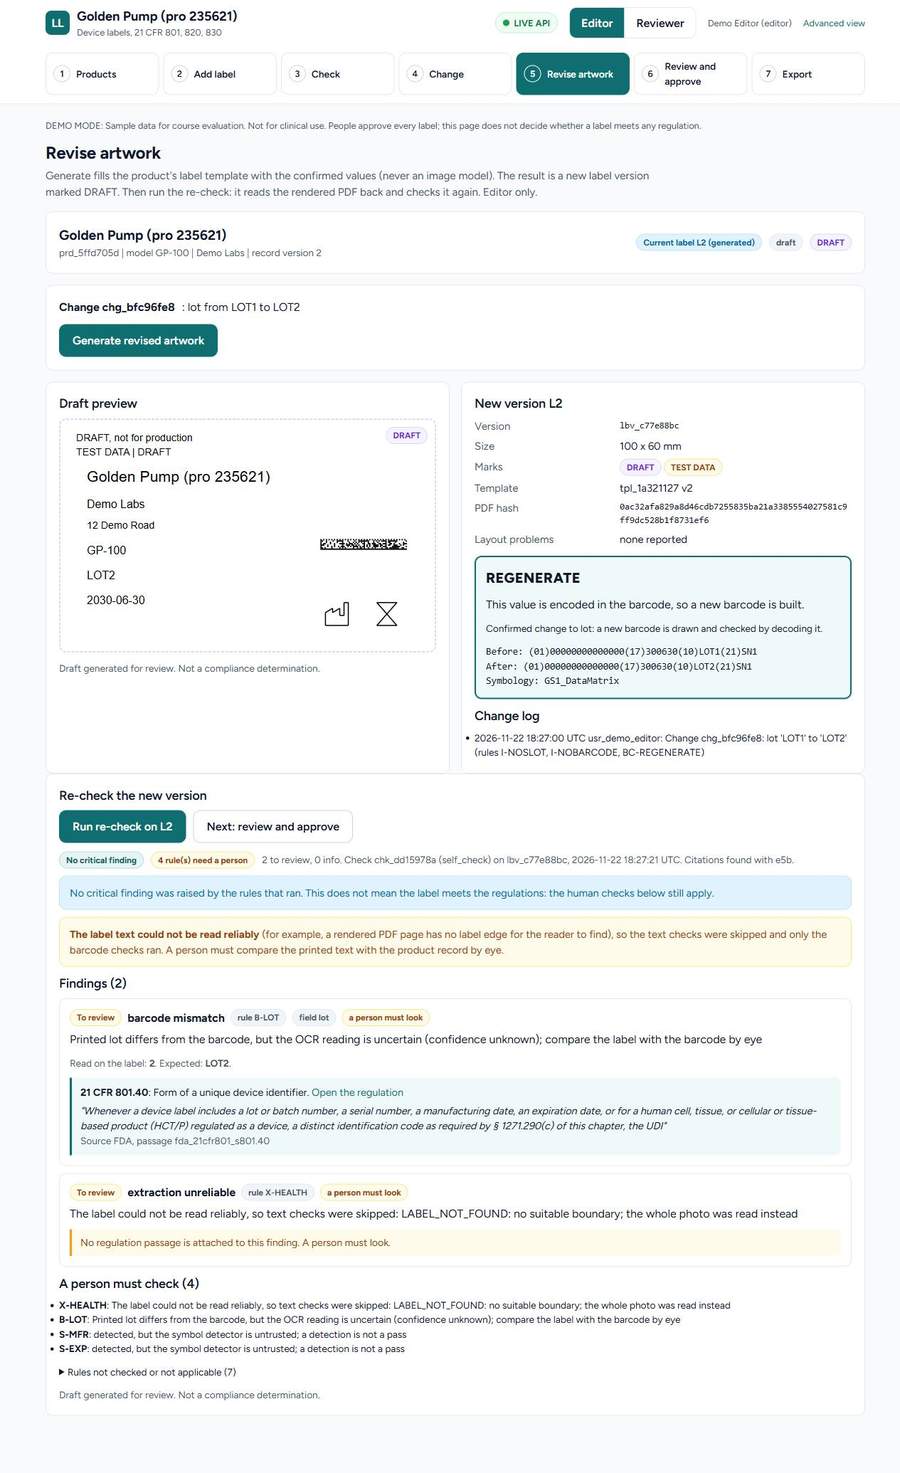 LL
Golden Pump (pro 235621)
Device labels, 21 CFR 801, 820, 830
LIVE API
Editor
Reviewer
Demo Editor (editor)
Advanced view
1 Products
2 Add label
3 Check
4 Change
5 Revise artwork
6 Review and approve
7 Export
DEMO MODE: Sample data for course evaluation. Not for clinical use. People approve every label; this page does not decide whether a label meets any regulation.
Revise artwork
Generate fills the product's label template with the confirmed values (never an image model). The result is a new label version
marked DRAFT. Then run the re-check: it reads the rendered PDF back and checks it again. Editor only.
Golden Pump (pro 235621)
prd_5ffd705d | model GP-100 | Demo Labs | record version 2
Current label L2 (generated)
draft
DRAFT
Change chg_bfc96fe8 : lot from LOT1 to LOT2
Generate revised artwork
Draft preview
DRAFT, not for production
DRAFT
TEST DATA | DRAFT
Golden Pump (pro 235621)
Demo Labs
12 Demo Road
GP-100
LOT2
2030-06-30
Draft generated for review. Not a compliance determination.
New version L2
Version lbv_c77e88bc
Size 100 x 60 mm
Marks DRAFT TEST DATA
Template tpl_1a321127 v2
PDF hash 0ac32afa829a8d46cdb7255835ba21a3385554027581c9
ff9dc528b1f8731ef6
Layout problems none reported
REGENERATE
This value is encoded in the barcode, so a new barcode is built.
Confirmed change to lot: a new barcode is drawn and checked by decoding it.
Before: (01)00000000000000(17)300630(10)LOT1(21)SN1
After: (01)00000000000000(17)300630(10)LOT2(21)SN1
Symbology: GS1_DataMatrix
Change log
• 2026-11-22 18:27:00 UTC usr_demo_editor: Change chg_bfc96fe8: lot 'LOT1' to 'LOT2'
(rules I-NOSLOT, I-NOBARCODE, BC-REGENERATE)
Re-check the new version
Run re-check on L2
Next: review and approve
No critical finding
4 rule(s) need a person
2 to review, 0 info. Check chk_dd15978a (self_check) on lbv_c77e88bc, 2026-11-22 18:27:21 UTC. Citations found with e5b.
No critical finding was raised by the rules that ran. This does not mean the label meets the regulations: the human checks below still apply.
The label text could not be read reliably (for example, a rendered PDF page has no label edge for the reader to find), so the text checks were skipped and only the
barcode checks ran. A person must compare the printed text with the product record by eye.
Findings (2)
To review barcode mismatch rule B-LOT field lot a person must look
Printed lot differs from the barcode, but the OCR reading is uncertain (confidence unknown); compare the label with the barcode by eye
Read on the label: 2. Expected: LOT2.
21 CFR 801.40: Form of a unique device identifier. Open the regulation
"Whenever a device label includes a lot or batch number, a serial number, a manufacturing date, an expiration date, or for a human cell, tissue, or cellular or tissue-
based product (HCT/P) regulated as a device, a distinct identification code as required by § 1271.290(c) of this chapter, the UDI"
Source FDA, passage fda_21cfr801_s801.40
To review extraction unreliable rule X-HEALTH a person must look
The label could not be read reliably, so text checks were skipped: LABEL_NOT_FOUND: no suitable boundary; the whole photo was read instead
No regulation passage is attached to this finding. A person must look.
A person must check (4)
• X-HEALTH: The label could not be read reliably, so text checks were skipped: LABEL_NOT_FOUND: no suitable boundary; the whole photo was read instead
• B-LOT: Printed lot differs from the barcode, but the OCR reading is uncertain (confidence unknown); compare the label with the barcode by eye
• S-MFR: detected, but the symbol detector is untrusted; a detection is not a pass
• S-EXP: detected, but the symbol detector is untrusted; a detection is not a pass
▶ Rules not checked or not applicable (7)
Draft generated for review. Not a compliance determination.